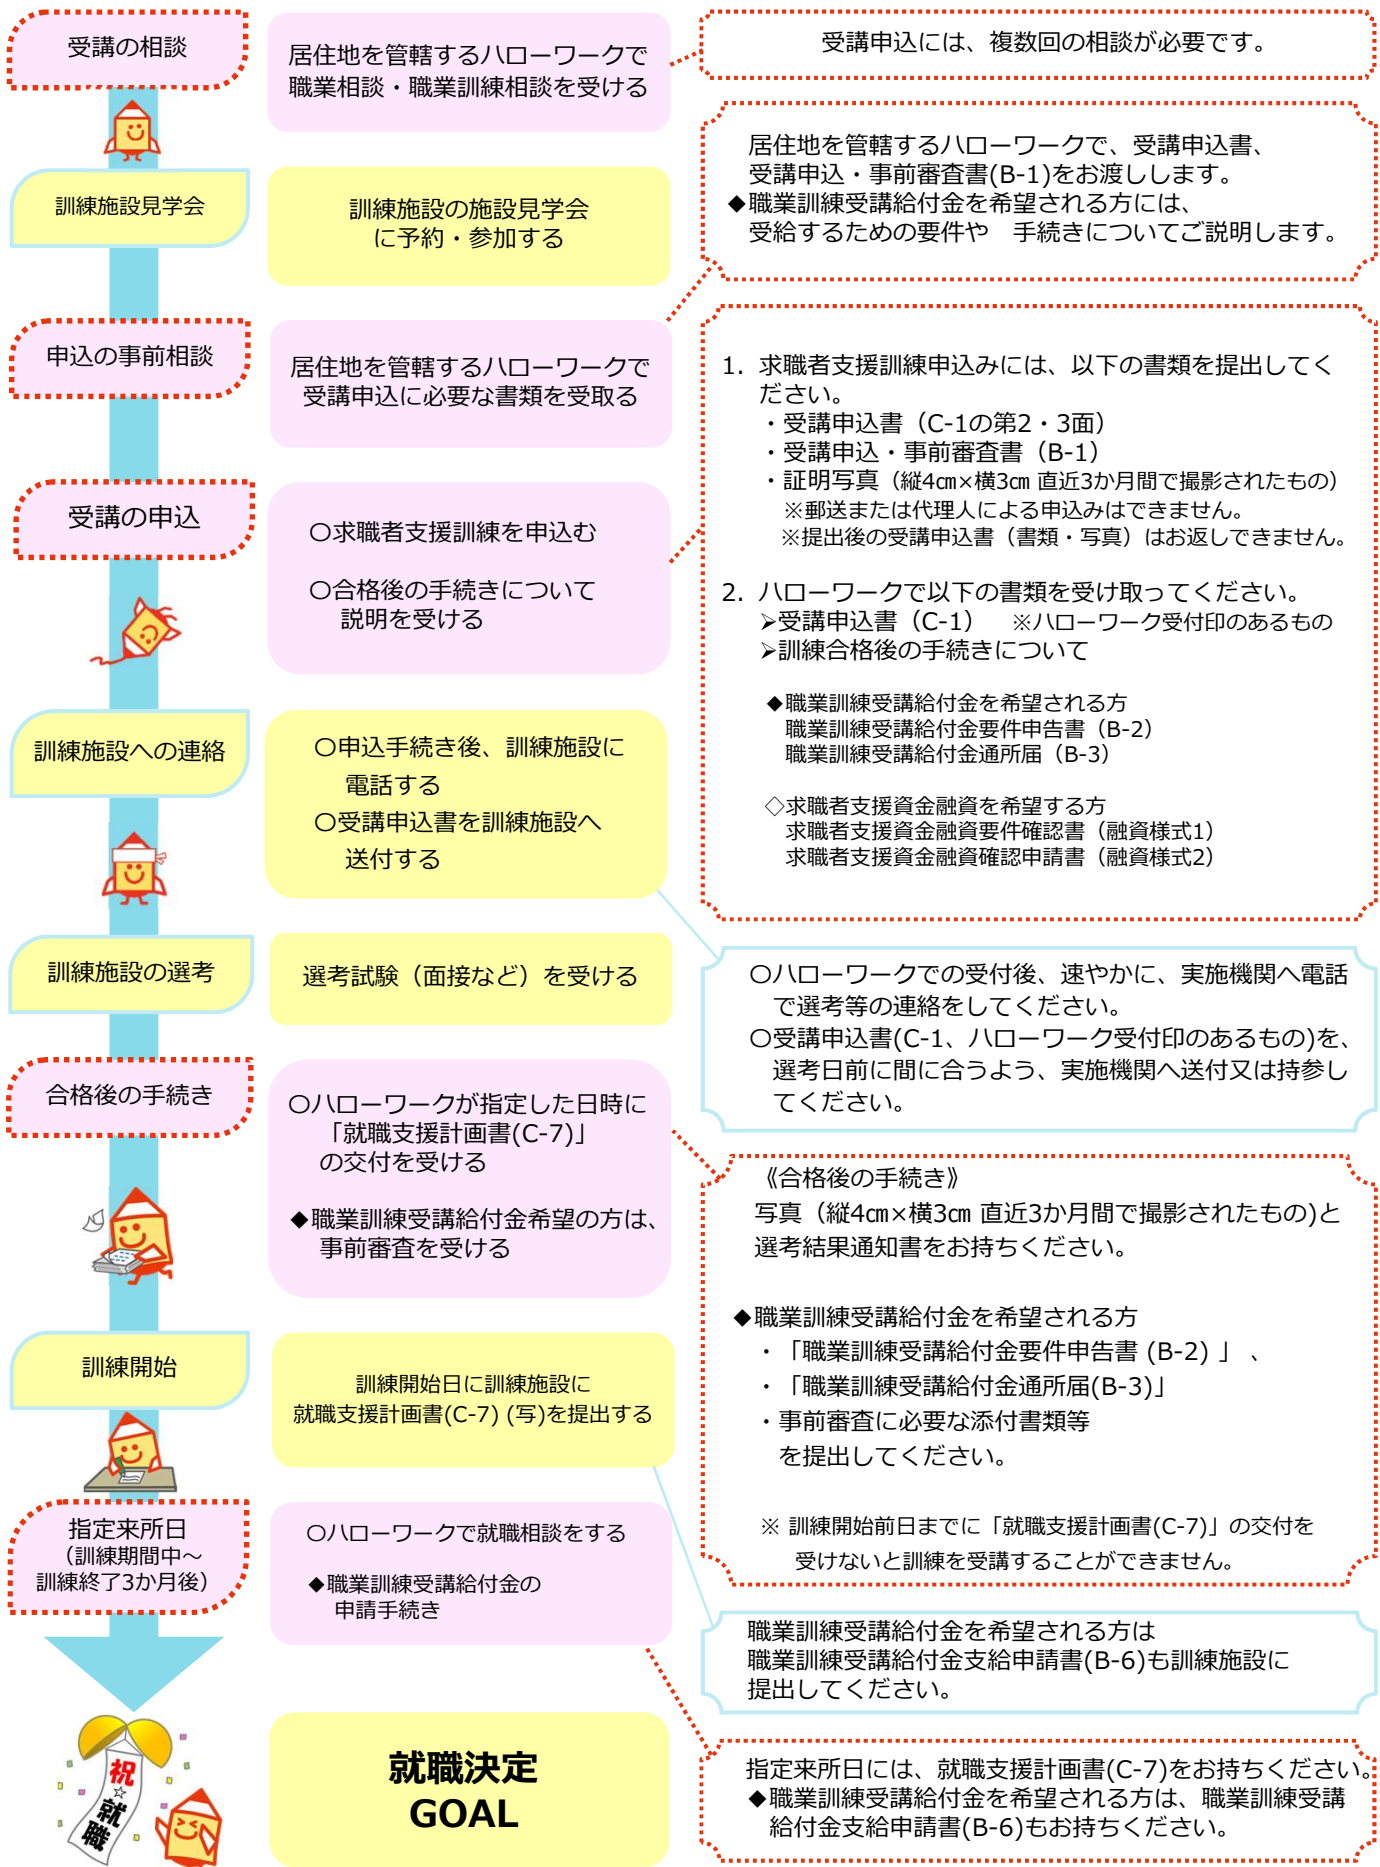 受講の相談
居住地を管轄するハローワークで
職業相談・職業訓練相談を受ける
受講申込には、複数回の相談が必要です。
訓練施設見学会
訓練施設の施設見学会
に予約・参加する
居住地を管轄するハローワークで、受講申込書、
受講申込・事前審査書(B-1)をお渡しします。
◆職業訓練受講給付金を希望される方には、
受給するための要件や　手続きについてご説明します。
申込の事前相談
居住地を管轄するハローワークで
受講申込に必要な書類を受取る
受講の申込
〇求職者支援訓練を申込む
〇合格後の手続きについて
説明を受ける
1. 求職者支援訓練申込みには、以下の書類を提出してく
ださい。
・受講申込書（C-1の第2・3面）
・受講申込・事前審査書（B-1）
・証明写真（縦4㎝×横3㎝ 直近3か月間で撮影されたもの）
※郵送または代理人による申込みはできません。
※提出後の受講申込書（書類・写真）はお返しできません。
2. ハローワークで以下の書類を受け取ってください。
➢受講申込書（C-1）　※ハローワーク受付印のあるもの
➢訓練合格後の手続きについて
◆職業訓練受講給付金を希望される方
職業訓練受講給付金要件申告書（B-2）
職業訓練受講給付金通所届（B-3）
◇求職者支援資金融資を希望する方
求職者支援資金融資要件確認書（融資様式1）
求職者支援資金融資確認申請書（融資様式2）
訓練施設への連絡
〇申込手続き後、訓練施設に
電話する
〇受講申込書を訓練施設へ
送付する
訓練施設の選考
選考試験（面接など）を受ける
〇ハローワークでの受付後、速やかに、実施機関へ電話
で選考等の連絡をしてください。
〇受講申込書(C-1、ハローワーク受付印のあるもの)を、
選考日前に間に合うよう、実施機関へ送付又は持参し
てください。
合格後の手続き
〇ハローワークが指定した日時に
「就職支援計画書(C-7)」
の交付を受ける
◆職業訓練受講給付金希望の方は、
事前審査を受ける
《合格後の手続き》
写真（縦4㎝×横3㎝ 直近3か月間で撮影されたもの)と
選考結果通知書をお持ちください。
◆職業訓練受講給付金を希望される方
・「職業訓練受講給付金要件申告書 (B-2) 」 、
・「職業訓練受講給付金通所届(B-3)」
・事前審査に必要な添付書類等
を提出してください。
※ 訓練開始前日までに「就職支援計画書(C-7)」の交付を
受けないと訓練を受講することができません。
訓練開始
訓練開始日に訓練施設に
就職支援計画書(C-7) (写)を提出する
指定来所日
（訓練期間中～
訓練終了3か月後）
〇ハローワークで就職相談をする
◆職業訓練受講給付金の
申請手続き
職業訓練受講給付金を希望される方は
職業訓練受講給付金支給申請書(B-6)も訓練施設に
提出してください。
祝☆就職
就職決定
GOAL
指定来所日には、就職支援計画書(C-7)をお持ちください。
◆職業訓練受講給付金を希望される方は、職業訓練受講
給付金支給申請書(B-6)もお持ちください。